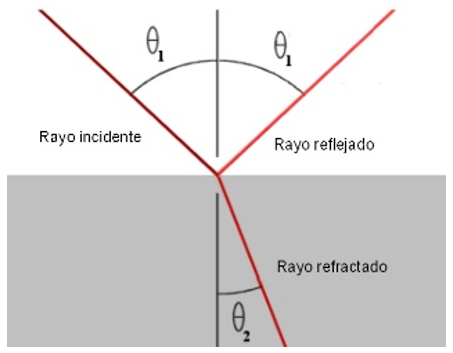 θ₁ θ₁
Rayo incidente
Rayo reflejado
Rayo refractado
θ₂